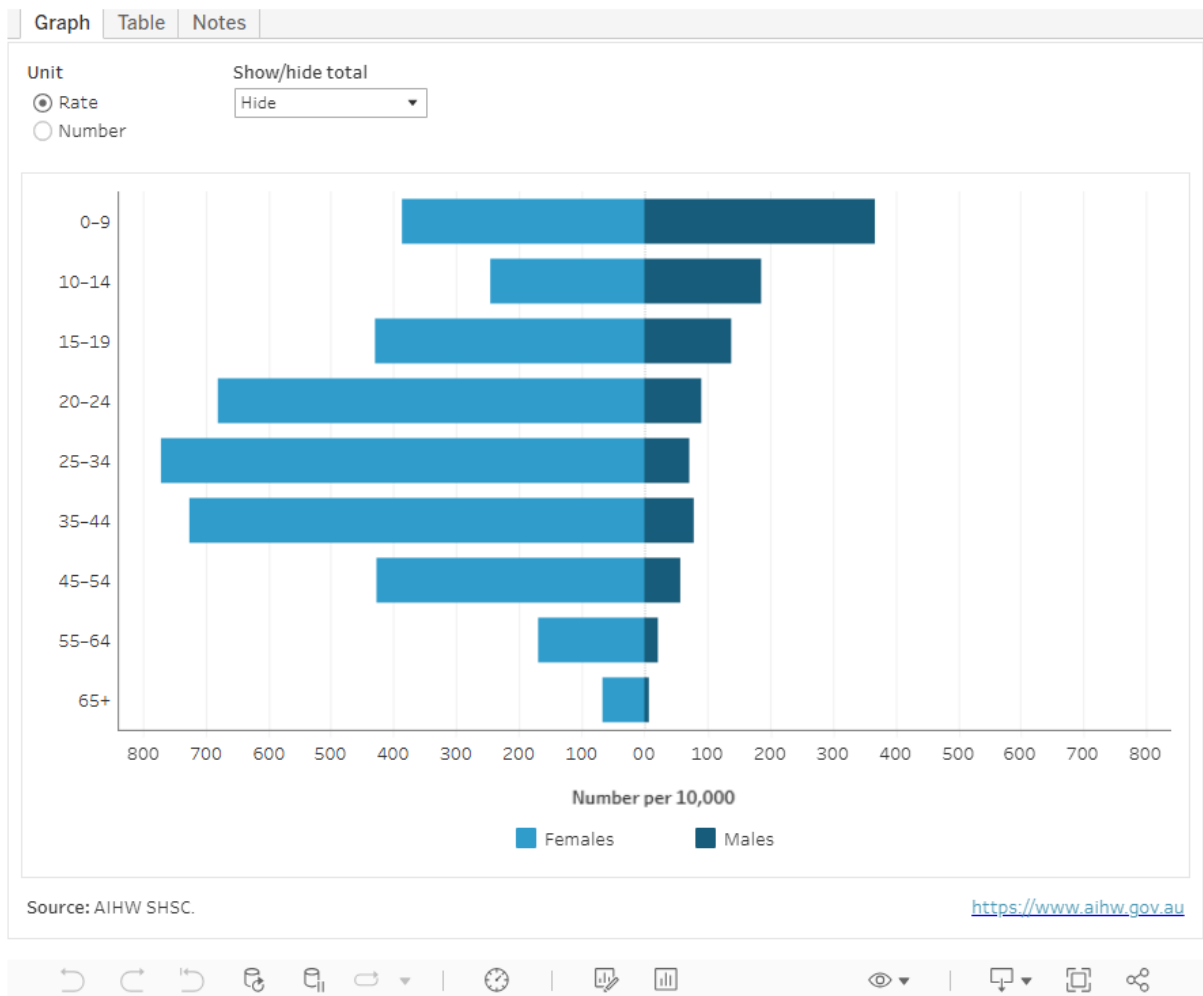 Graph Table Notes
Unit Show/hide total
Rate Hide
Number
0–9
10–14
15–19
20–24
25–34
35–44
45–54
55–64
65+
800 700 600 500 400 300 200 100 00 100 200 300 400 500 600 700 800
Number per 10,000
Females Males
Source: AIHW SHSC. https://www.aihw.gov.au